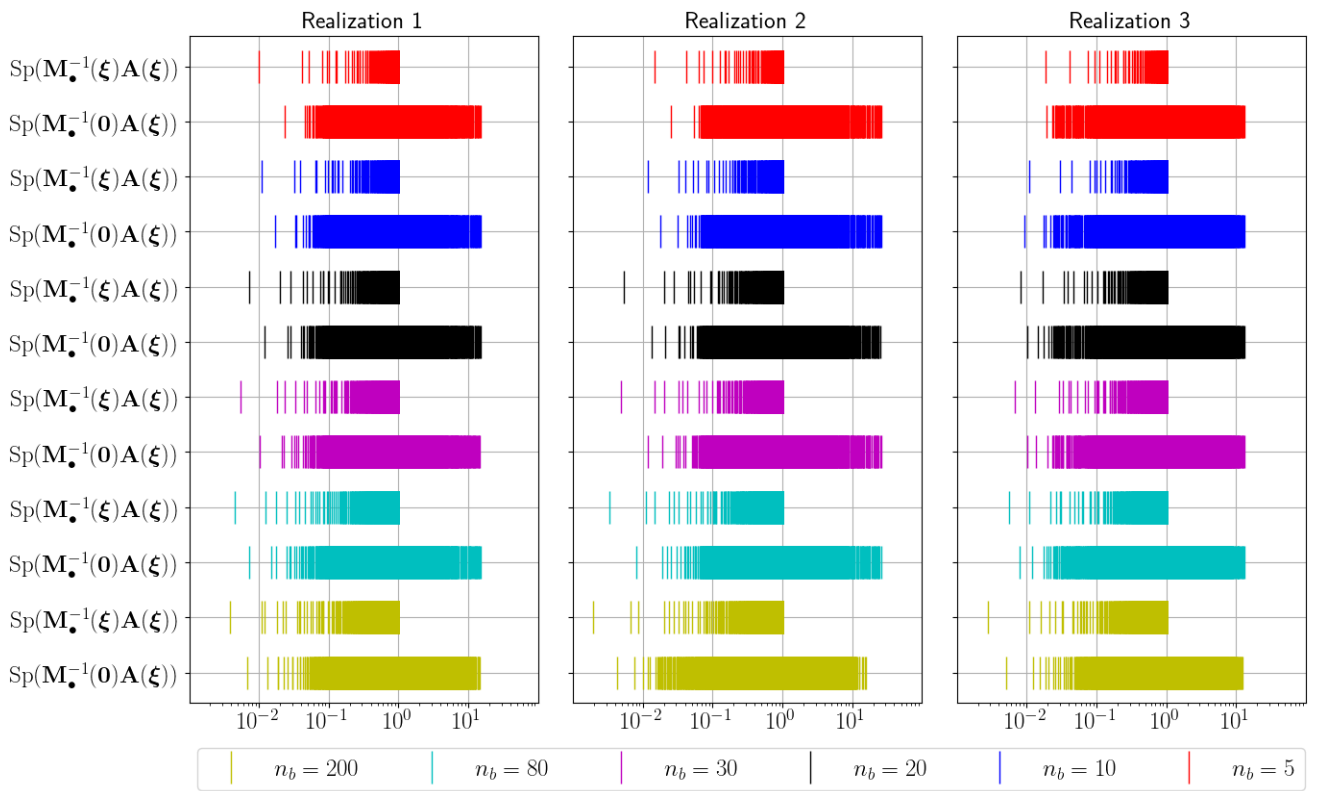 Realization 1 Realization 2 Realization 3
Sp(M•⁻¹(ξ)A(ξ))
Sp(M•⁻¹(0)A(ξ))
Sp(M•⁻¹(ξ)A(ξ))
Sp(M•⁻¹(0)A(ξ))
Sp(M•⁻¹(ξ)A(ξ))
Sp(M•⁻¹(0)A(ξ))
Sp(M•⁻¹(ξ)A(ξ))
Sp(M•⁻¹(0)A(ξ))
Sp(M•⁻¹(ξ)A(ξ))
Sp(M•⁻¹(0)A(ξ))
Sp(M•⁻¹(ξ)A(ξ))
Sp(M•⁻¹(0)A(ξ))
10⁻² 10⁻¹ 10⁰ 10¹ 10⁻² 10⁻¹ 10⁰ 10¹ 10⁻² 10⁻¹ 10⁰ 10¹
n_b = 200 n_b = 80 n_b = 30 n_b = 20 n_b = 10 n_b = 5